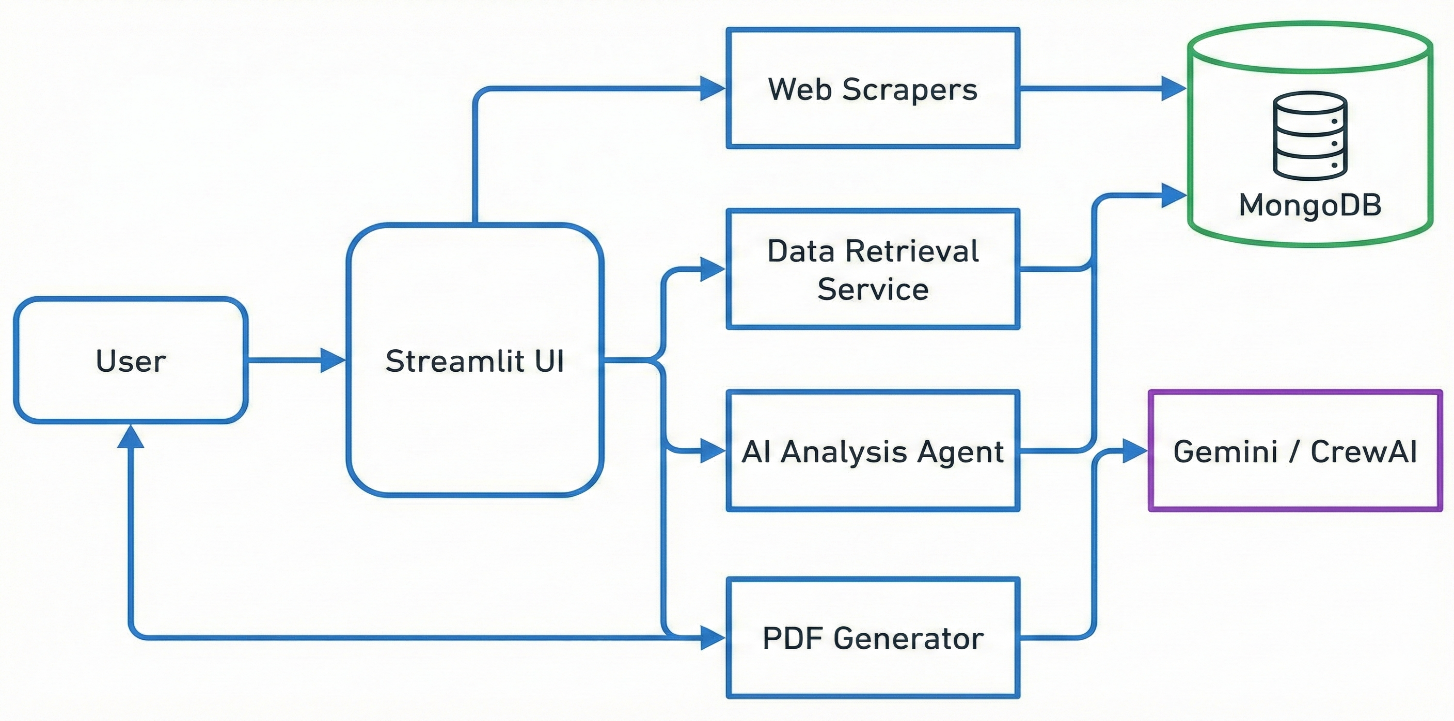 Web Scrapers
MongoDB
Data Retrieval
Service
User
Streamlit UI
AI Analysis Agent
Gemini / CrewAI
PDF Generator